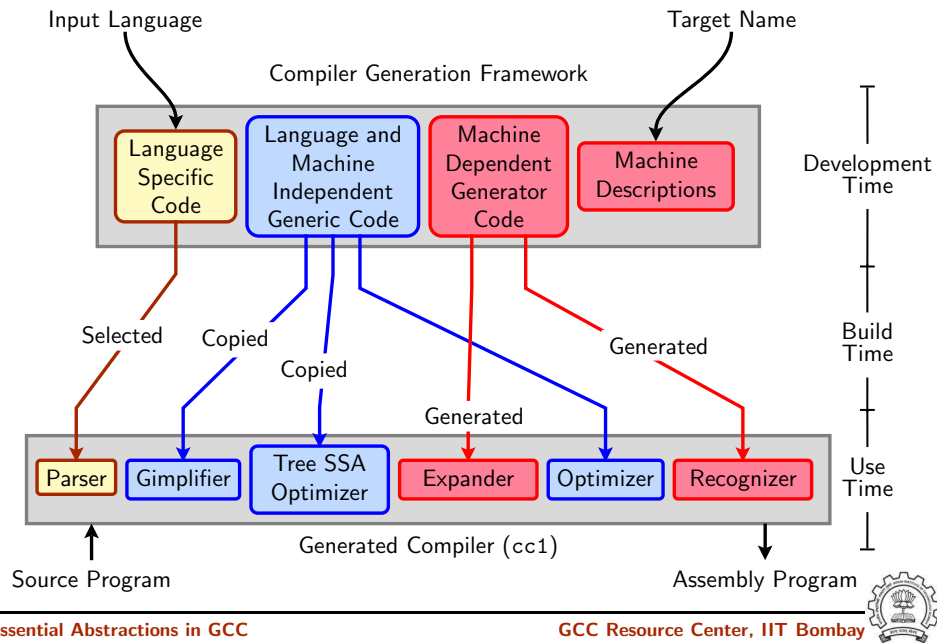 Input Language
Target Name
Compiler Generation Framework
Language
Specific
Code
Language and
Machine
Independent
Generic Code
Machine
Dependent
Generator
Code
Machine
Descriptions
Development
Time
Selected
Copied
Copied
Generated
Generated
Build
Time
Parser
Gimplifier
Tree SSA
Optimizer
Expander
Optimizer
Recognizer
Use
Time
Generated Compiler (cc1)
Source Program
Assembly Program
ssential Abstractions in GCC
GCC Resource Center, IIT Bombay